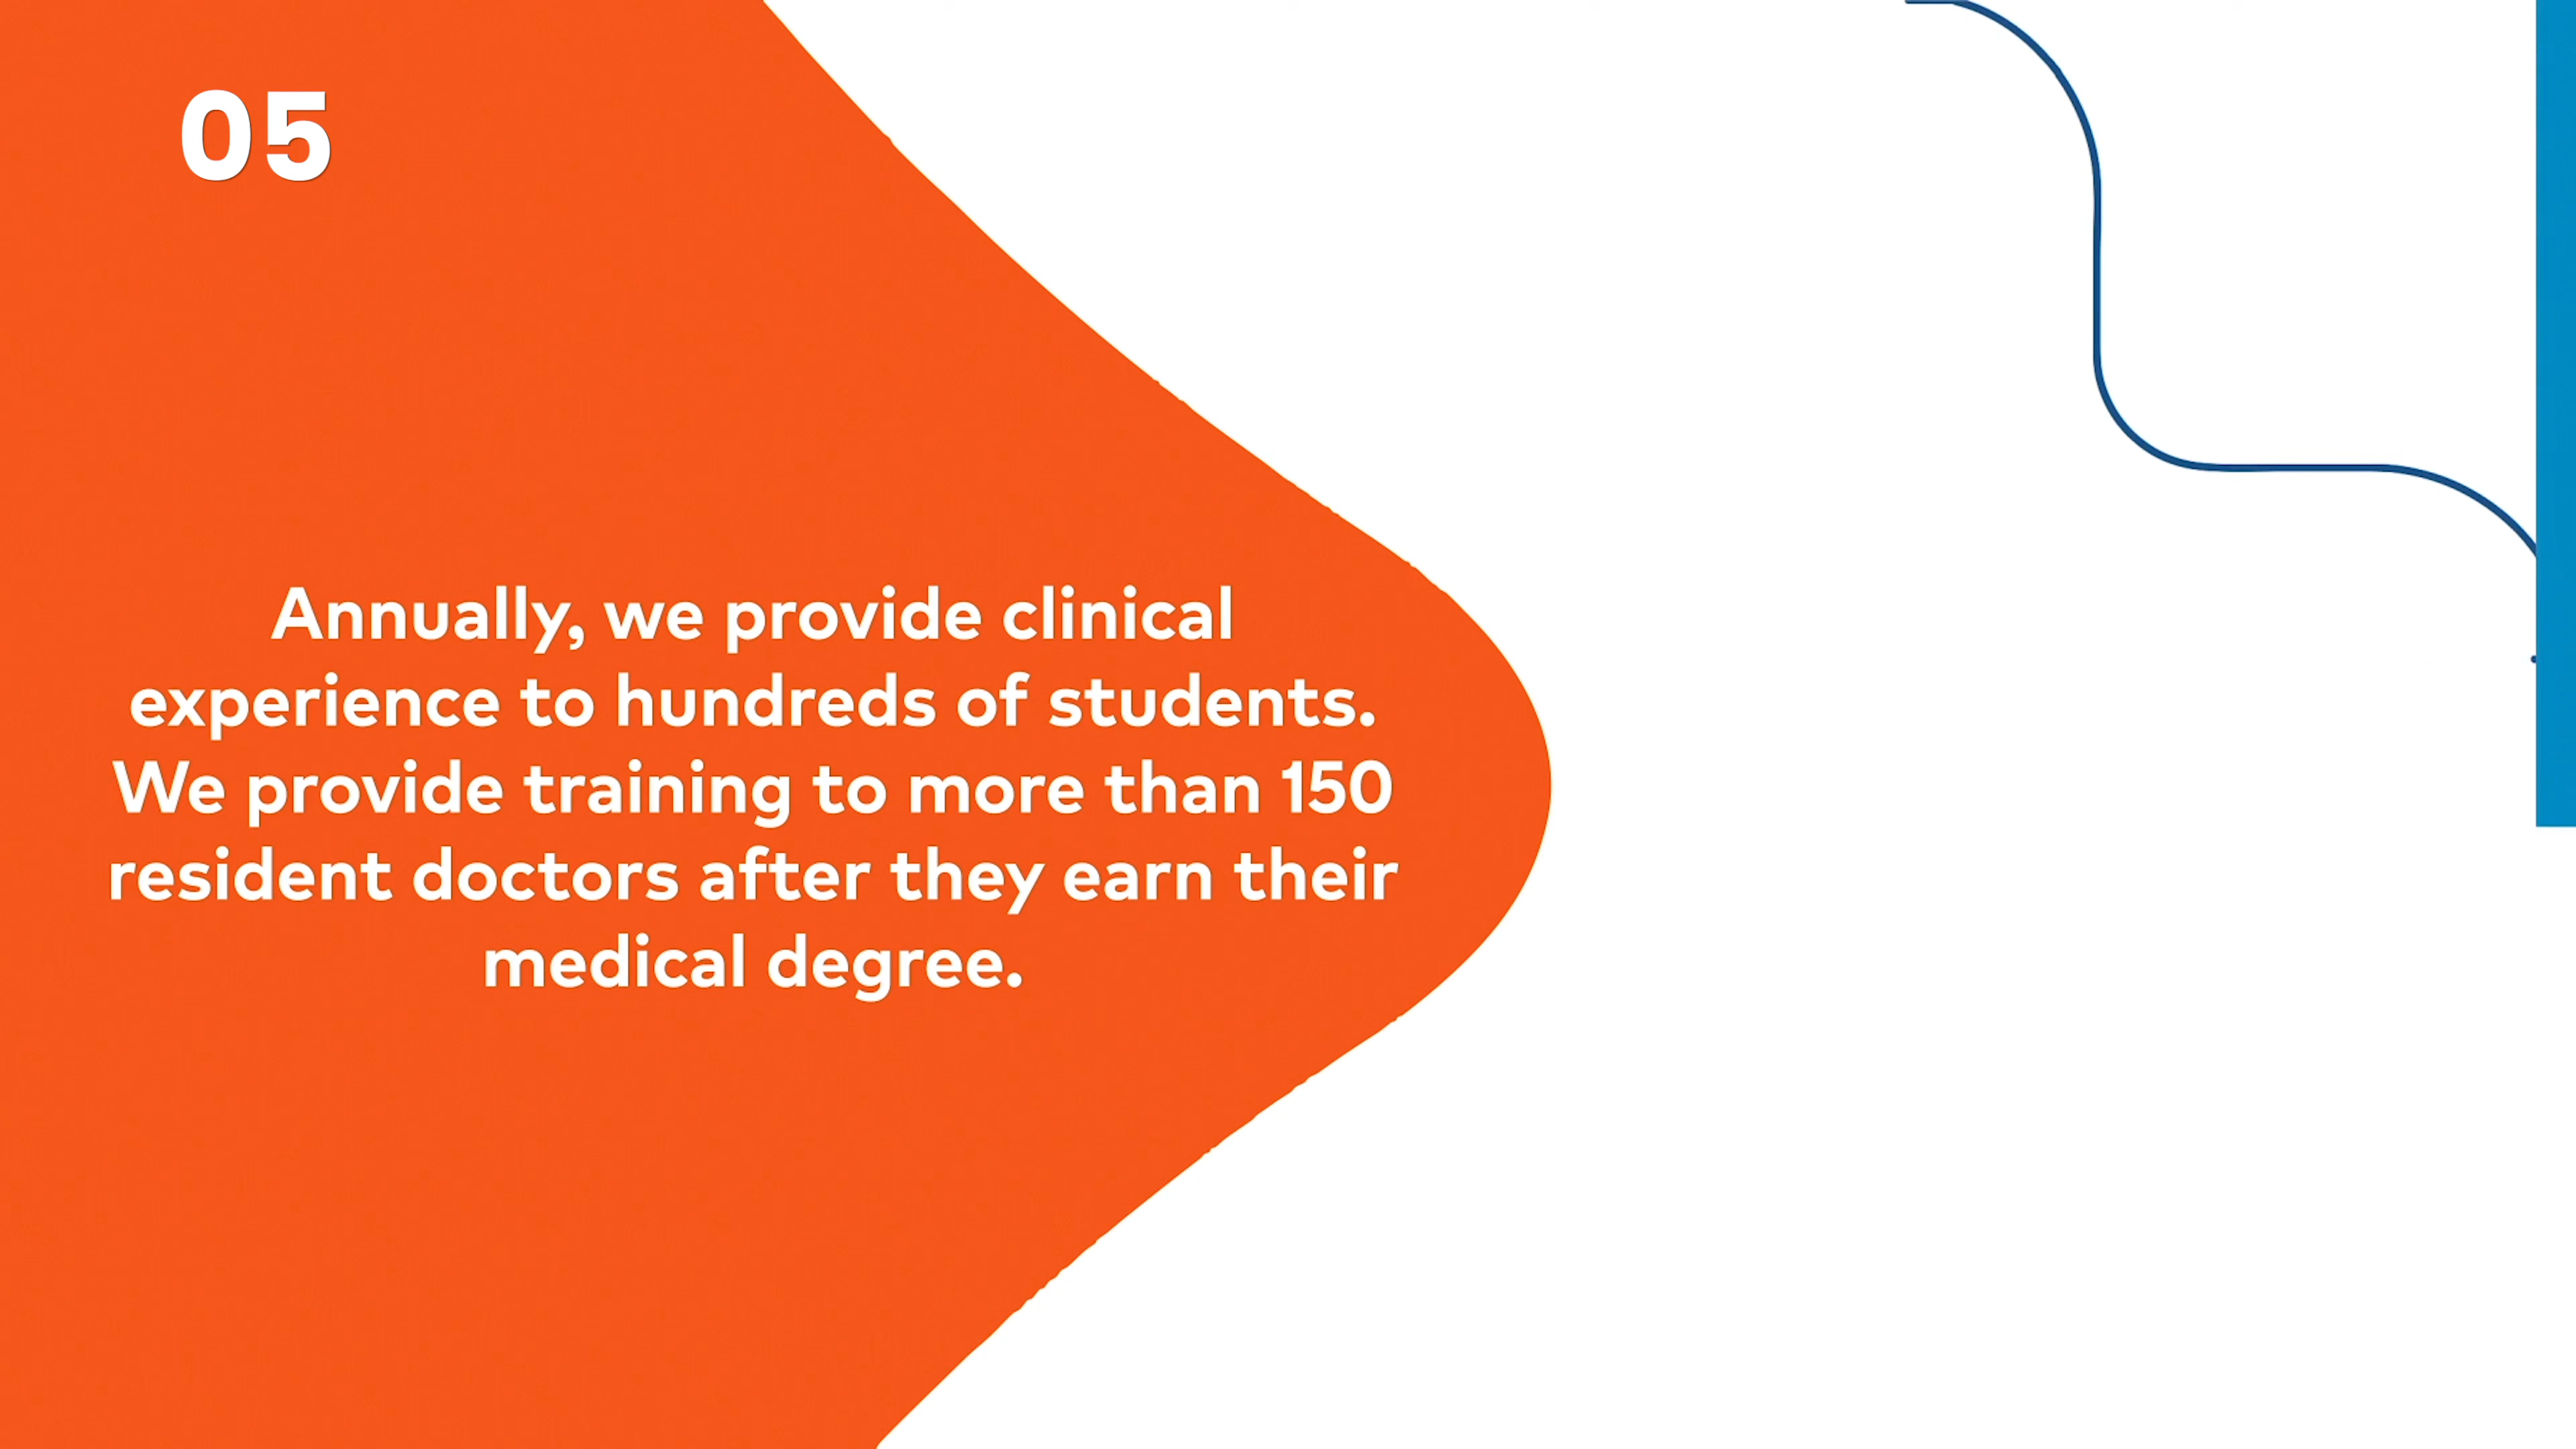 05
Annually, we provide clinical
experience to hundreds of students.
We provide training to more than 150
resident doctors after they earn their
medical degree.